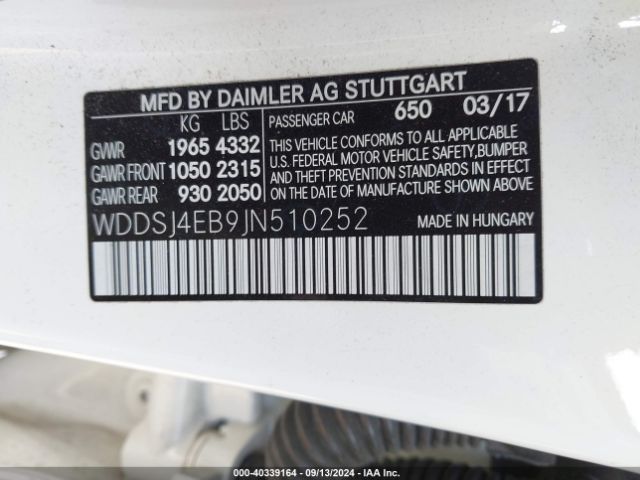 MFD BY DAIMLER AG STUTTGART
KG LBS PASSENGER CAR 650 03/17
GVWR 1965 4332 THIS VEHICLE CONFORMS TO ALL APPLICABLE
U.S. FEDERAL MOTOR VEHICLE SAFETY,BUMPER
GAWR FRONT 1050 2315 AND THEFT PREVENTION STANDARDS IN EFFECT
GAWR REAR 930 2050 ON THE DATE OF MANUFACTURE SHOWN ABOVE.
WDDSJ4EB9JN510252 MADE IN HUNGARY
000-40339164 - 09/13/2024 - IAA Inc.